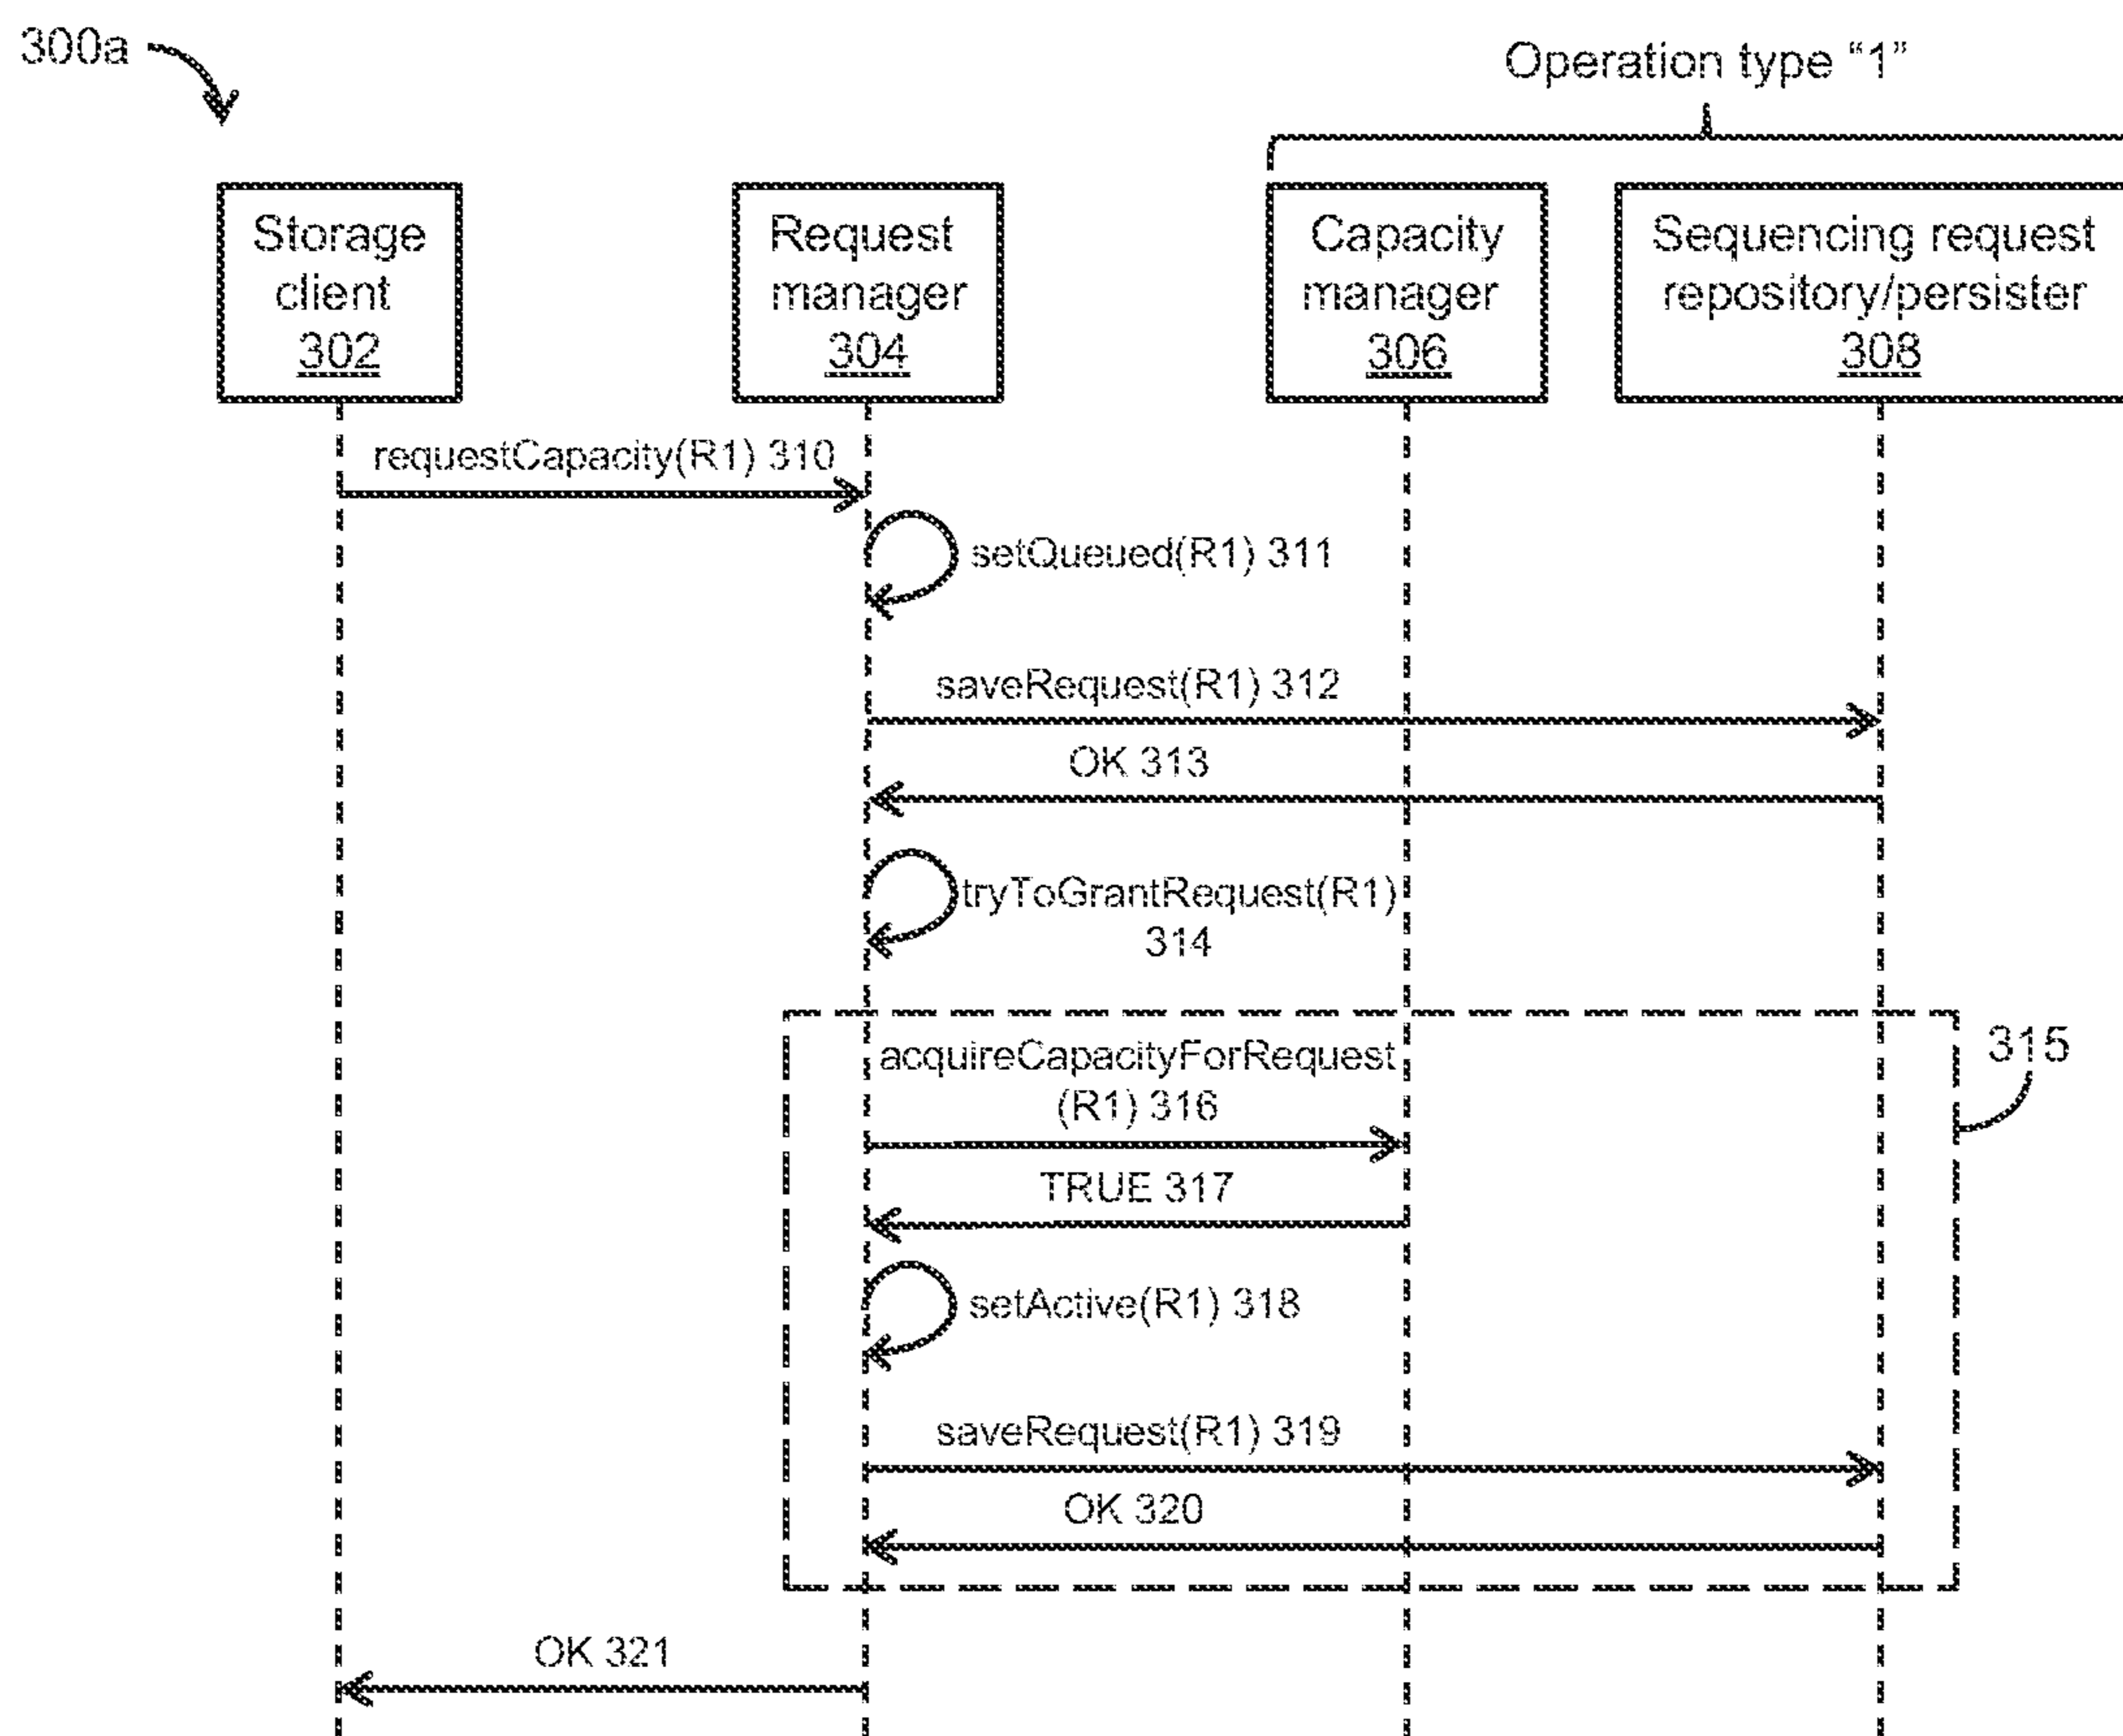 300a
Operation type “1”
Storage
client
302
Request
manager
304
Capacity
manager
306
Sequencing request
repository/persister
308
requestCapacity(R1) 310
setQueued(R1) 311
saveRequest(R1) 312
OK 313
tryToGrantRequest(R1)
314
315
acquireCapacityForRequest
(R1) 316
TRUE 317
setActive(R1) 318
saveRequest(R1) 319
OK 320
OK 321